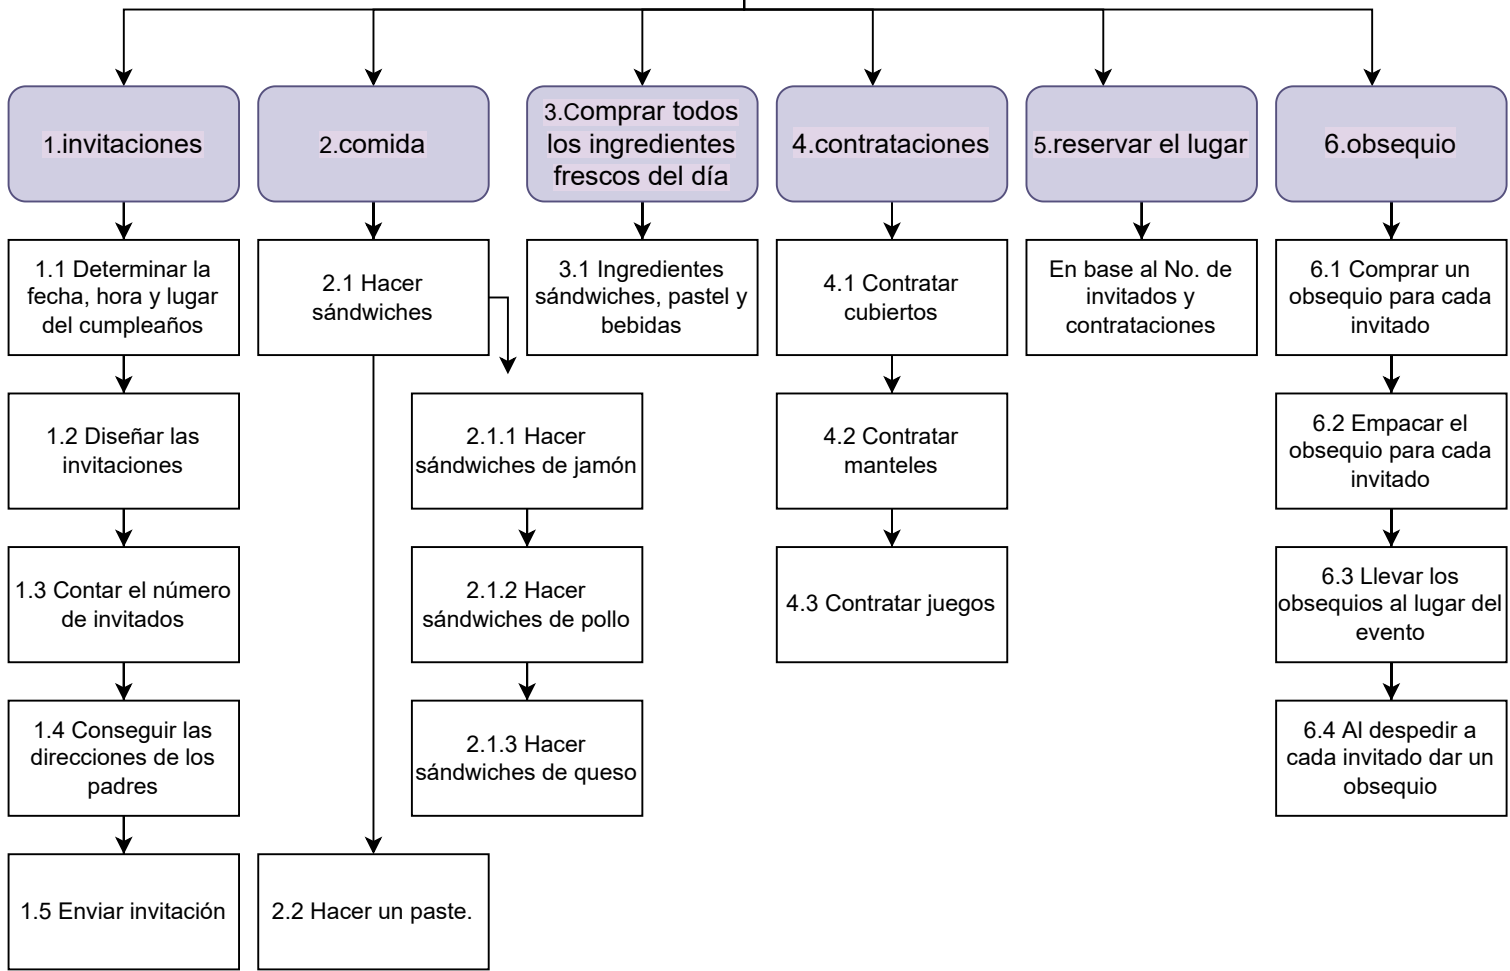 1.invitaciones
2.comida
3.Comprar todos
los ingredientes
frescos del día
4.contrataciones
5.reservar el lugar
6.obsequio
1.1 Determinar la
fecha, hora y lugar
del cumpleaños
1.2 Diseñar las
invitaciones
1.3 Contar el número
de invitados
1.4 Conseguir las
direcciones de los
padres
1.5 Enviar invitación
2.1 Hacer
sándwiches
2.1.1 Hacer
sándwiches de jamón
2.1.2 Hacer
sándwiches de pollo
2.1.3 Hacer
sándwiches de queso
2.2 Hacer un paste.
3.1 Ingredientes
sándwiches, pastel y
bebidas
4.1 Contratar
cubiertos
4.2 Contratar
manteles
4.3 Contratar juegos
En base al No. de
invitados y
contrataciones
6.1 Comprar un
obsequio para cada
invitado
6.2 Empacar el
obsequio para cada
invitado
6.3 Llevar los
obsequios al lugar del
evento
6.4 Al despedir a
cada invitado dar un
obsequio